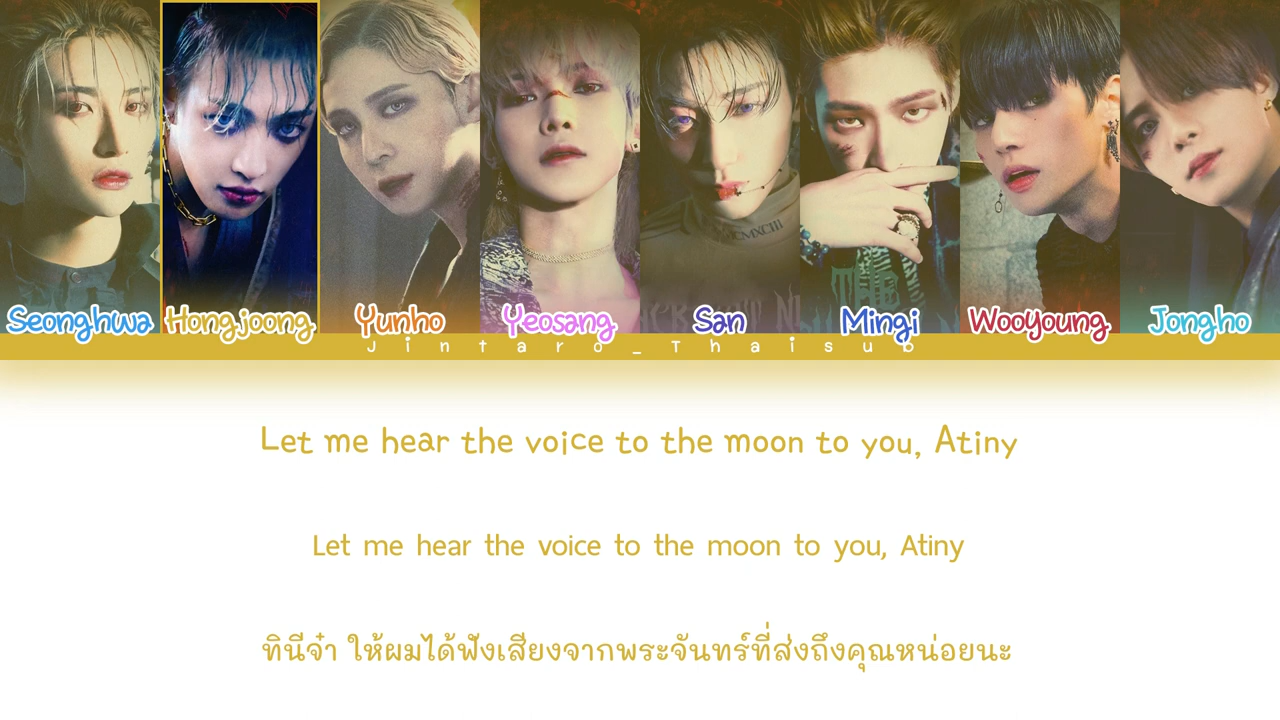 Seonghwa Hongjoong Yunho Yeosang San Mingi Wooyoung Jongho
Jintaro_Thaisub
Let me hear the voice to the moon to you, Atiny
Let me hear the voice to the moon to you, Atiny
ทินีจ๋า ให้ผมได้ฟังเสียงจากพระจันทร์ที่ส่งถึงคุณหน่อยนะ